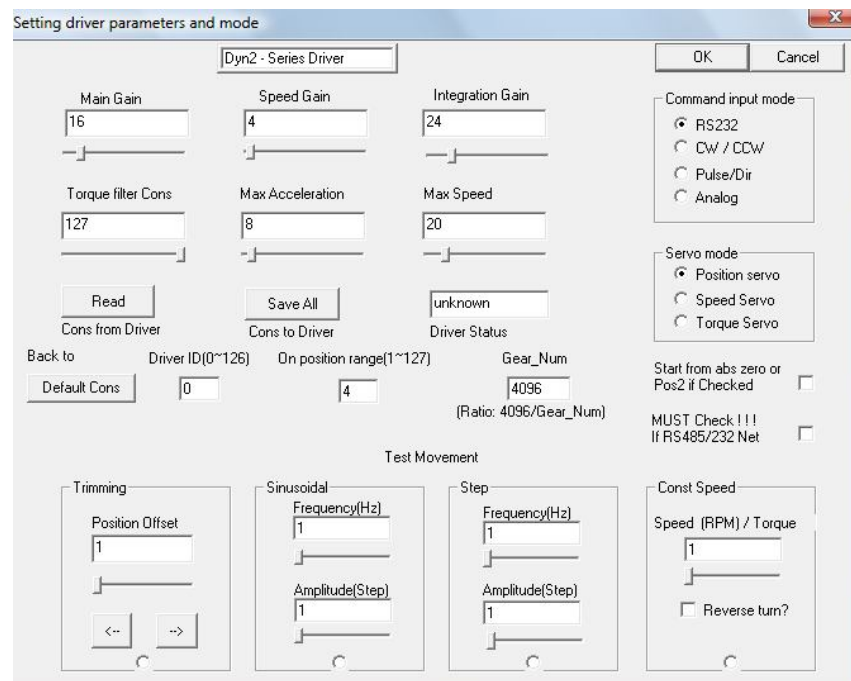 Setting driver parameters and mode
Dyn2 - Series Driver
OK
Cancel
Main Gain
Speed Gain
Integration Gain
16
4
24
Torque filter Cons
Max Acceleration
Max Speed
127
8
20
Read
Save All
unknown
Cons from Driver
Cons to Driver
Driver Status
Command input mode
RS232
CW / CCW
Pulse/Dir
Analog
Servo mode
Position servo
Speed Servo
Torque Servo
Back to
Driver ID(0~126)
On position range(1~127)
Gear_Num
Default Cons
0
4
4096
(Ratio: 4096/Gear_Num)
Start from abs zero or
Pos2 if Checked
MUST Check ! ! !
If RS485/232 Net
Test Movement
Trimming
Position Offset
1
<--
-->
Sinusoidal
Frequency(Hz)
1
Amplitude(Step)
1
Step
Frequency(Hz)
1
Amplitude(Step)
1
Const Speed
Speed (RPM) / Torque
1
Reverse turn?